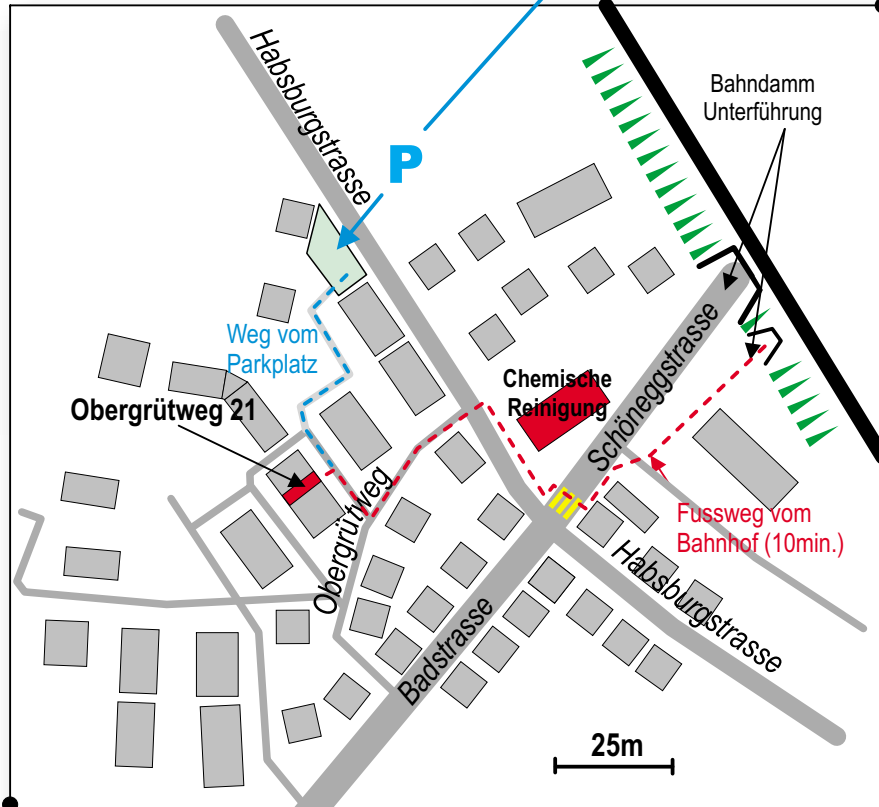 Habsburgstrasse
Bahndamm
Unterführung
P
Weg vom
Parkplatz
Schöneggstrasse
Chemische
Reinigung
Obergrütweg 21
Obergrütweg
Fussweg vom
Bahnhof (10min.)
Habsburgstrasse
Badstrasse
25m